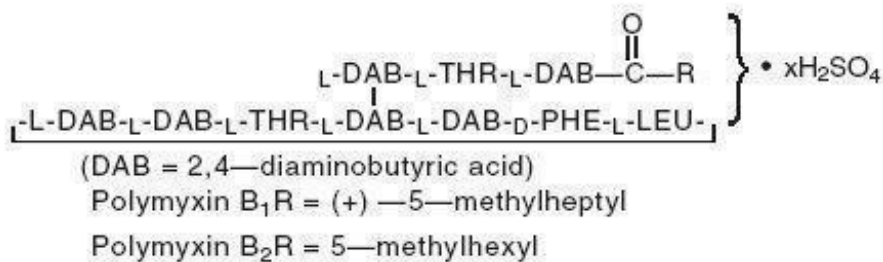 O
L-DAB-L-THR-L-DAB—C—R • xH₂SO₄
L-L-DAB-L-DAB-L-THR-L-DAB-L-DAB-D-PHE-L-LEU-
(DAB = 2,4—diaminobutyric acid)
Polymyxin B₁R = (+) —5—methylheptyl
Polymyxin B₂R = 5—methylhexyl